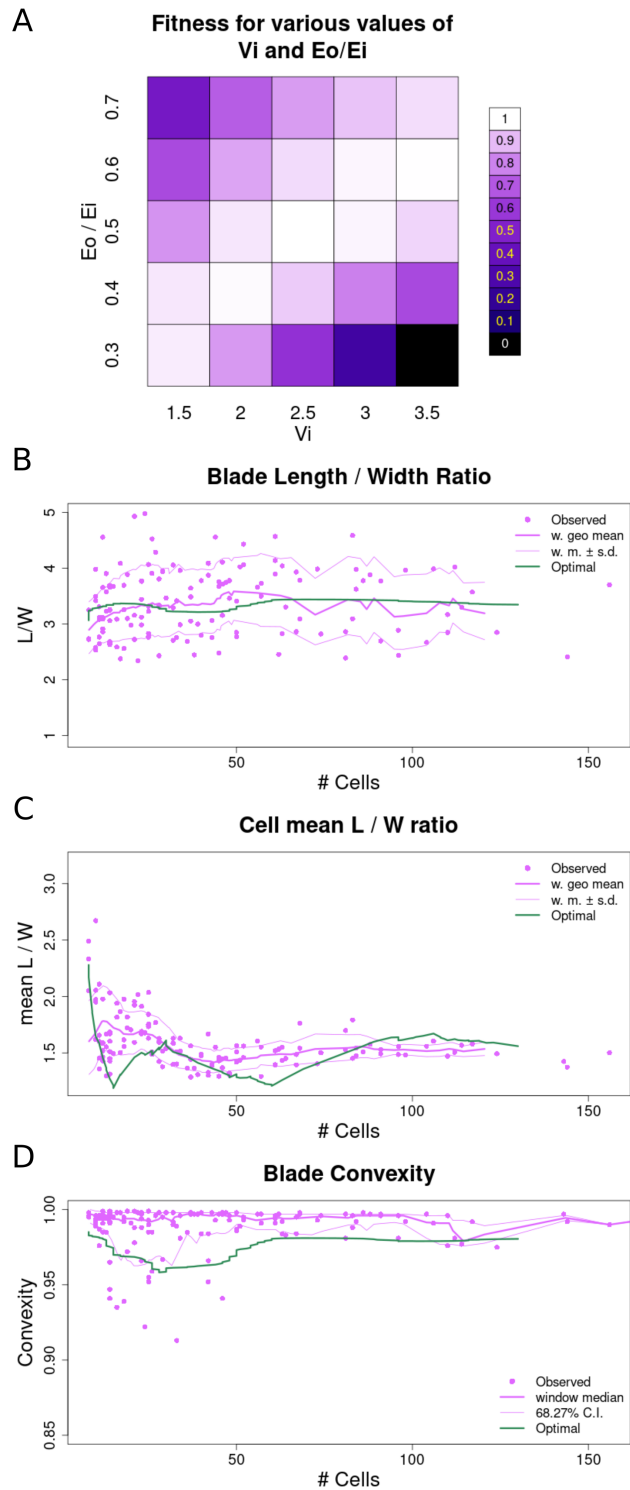 A
Fitness for various values of
Vi and Eo/Ei
Eo / Ei
0.7
0.6
0.5
0.4
0.3
1.5 2 2.5 3 3.5
Vi
1
0.9
0.8
0.7
0.6
0.5
0.4
0.3
0.2
0.1
0
B
Blade Length / Width Ratio
L/W
5
4
3
2
1
Observed
w. geo mean
w. m. ± s.d.
Optimal
50 100 150
# Cells
C
Cell mean L / W ratio
mean L / W
3.0
2.5
2.0
1.5
Observed
w. geo mean
w. m. ± s.d.
Optimal
50 100 150
# Cells
D
Blade Convexity
Convexity
1.00
0.95
0.90
0.85
Observed
window median
68.27% C.I.
Optimal
50 100 150
# Cells